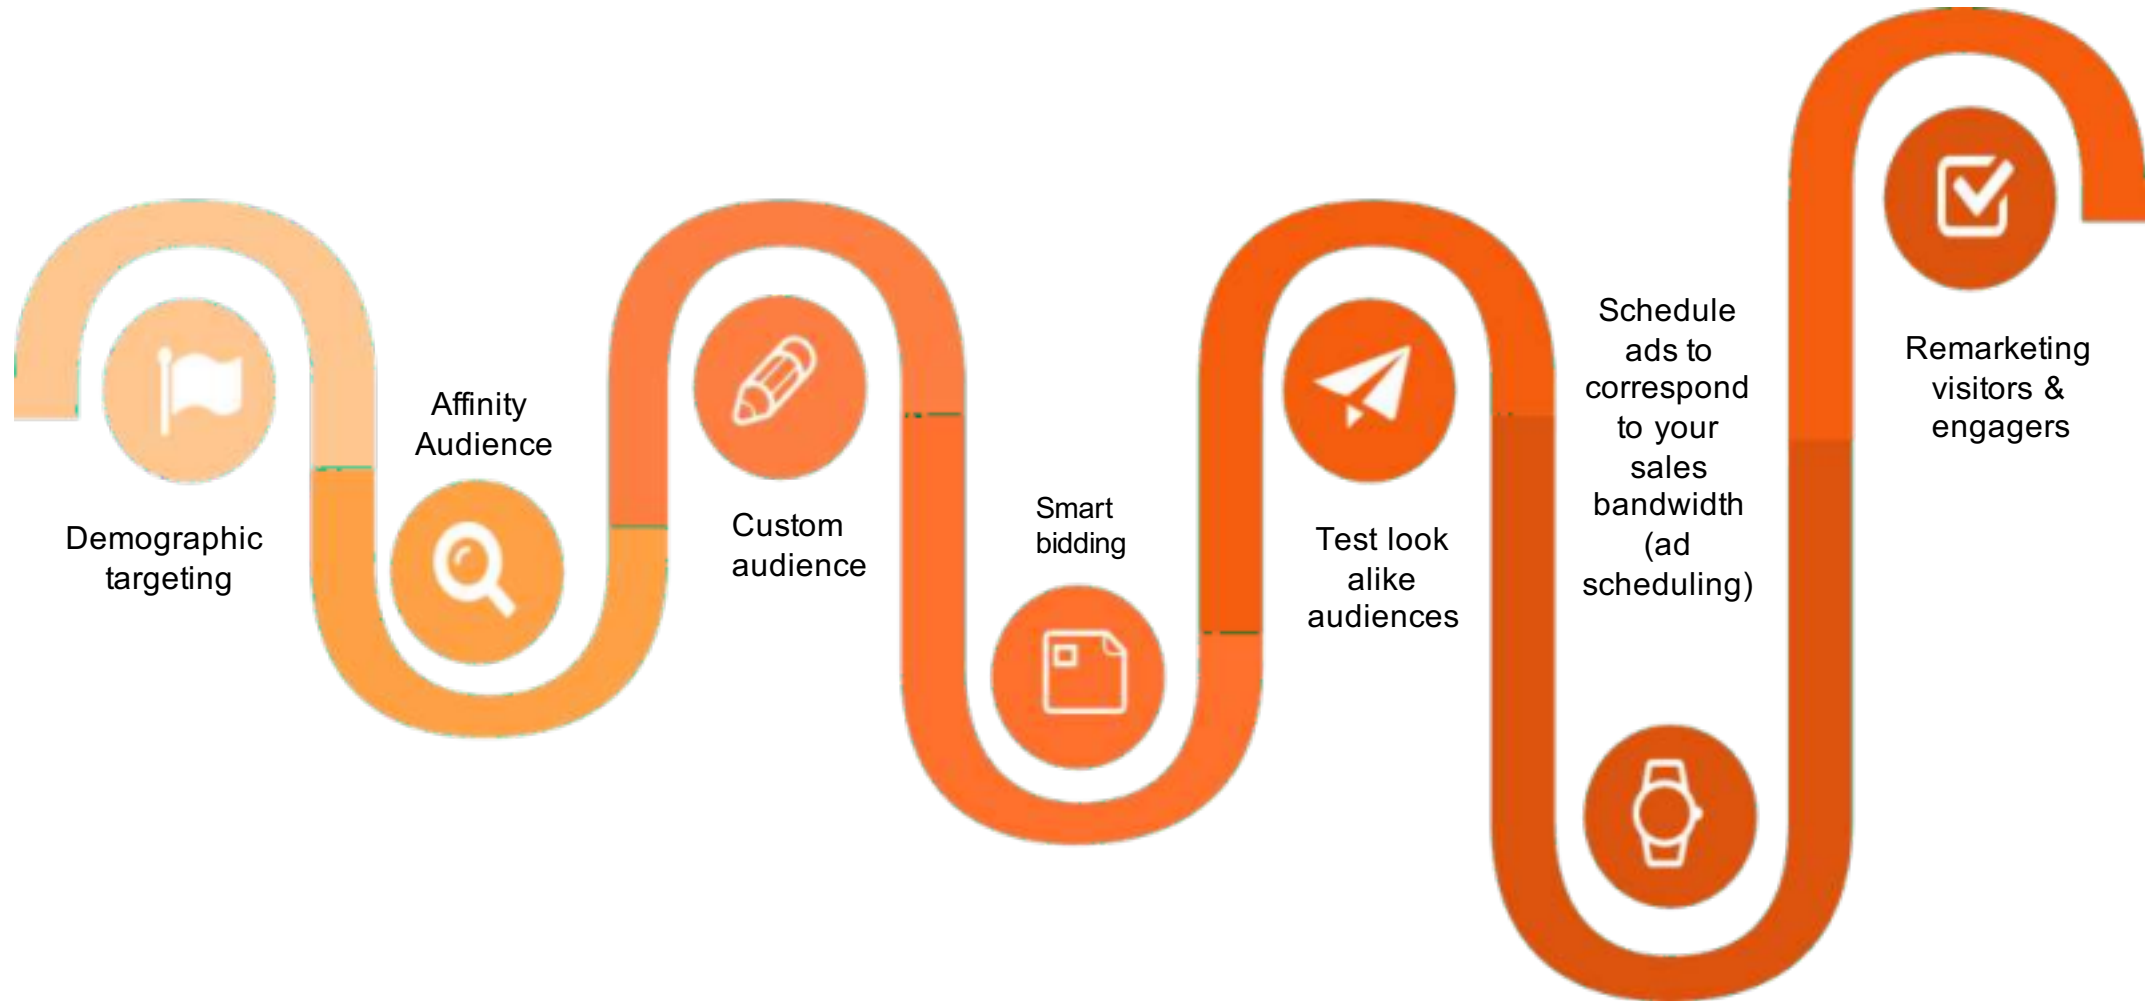 Demographic
targeting
Affinity
Audience
Custom
audience
Smart
bidding
Test look
alike
audiences
Schedule
ads to
correspond
to your
sales
bandwidth
(ad
scheduling)
Remarketing
visitors &
engagers